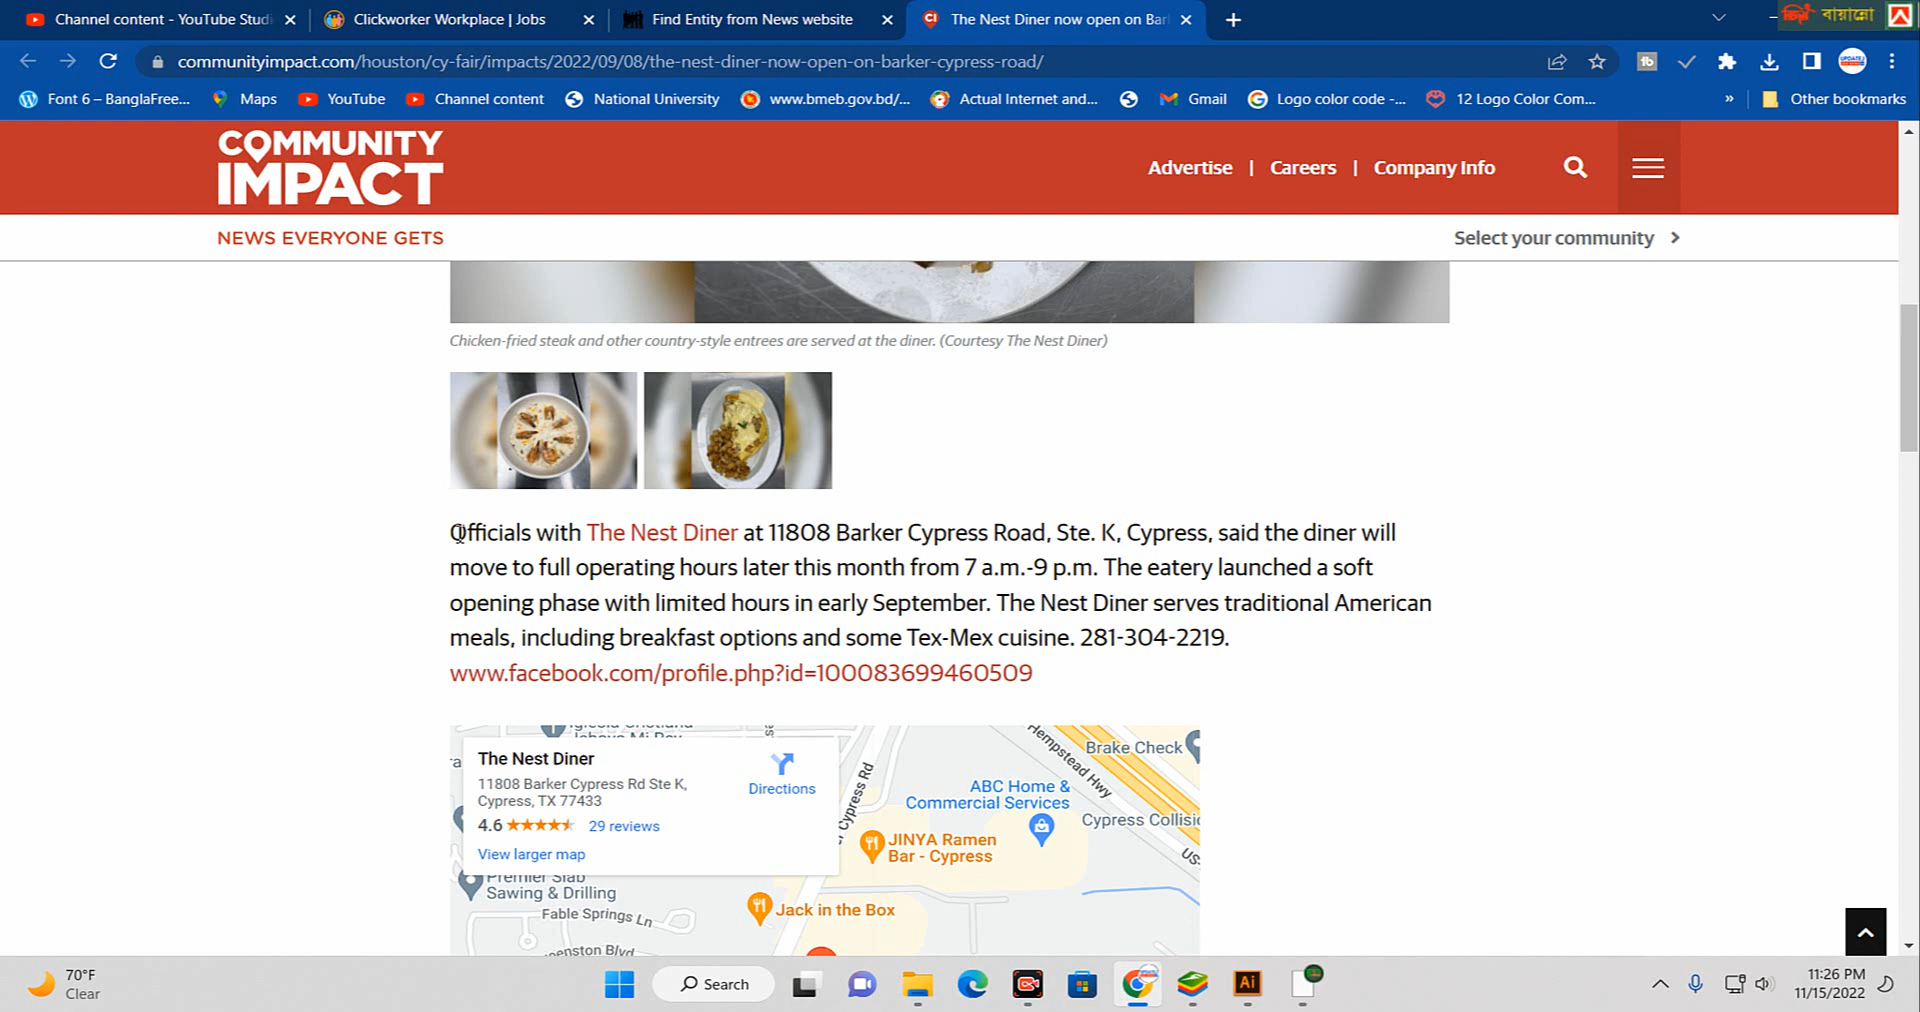 Channel content - YouTube Studi
Clickworker Workplace | Jobs
Find Entity from News website
CI
The Nest Diner now open on Bar
বায়ান্নো
communityimpact.com/houston/cy-fair/impacts/2022/09/08/the-nest-diner-now-open-on-barker-cypress-road/
Font 6 – BanglaFree...
Maps
YouTube
Channel content
National University
www.bmeb.gov.bd/...
Actual Internet and...
Gmail
Logo color code -...
12 Logo Color Com...
»
Other bookmarks
COMMUNITY
IMPACT
Advertise | Careers | Company Info
NEWS EVERYONE GETS
Select your community
Chicken-fried steak and other country-style entrees are served at the diner. (Courtesy The Nest Diner)
Officials with The Nest Diner at 11808 Barker Cypress Road, Ste. K, Cypress, said the diner will
move to full operating hours later this month from 7 a.m.-9 p.m. The eatery launched a soft
opening phase with limited hours in early September. The Nest Diner serves traditional American
meals, including breakfast options and some Tex-Mex cuisine. 281-304-2219.
www.facebook.com/profile.php?id=100083699460509
The Nest Diner
11808 Barker Cypress Rd Ste K,
Cypress, TX 77433
4.6
29 reviews
View larger map
Directions
Cypress Rd
Hempstead Hwy
Brake Check
ABC Home &
Commercial Services
Cypress Collisi
JINYA Ramen
Bar - Cypress
US
Premier Slab
Sawing & Drilling
Jack in the Box
Fable Springs Ln
enston Blvd
70°F
Clear
Search
Ai
11:26 PM
11/15/2022